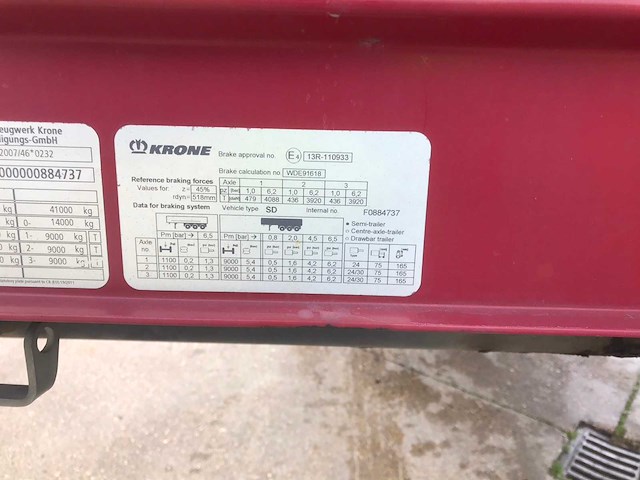 eugwerk Krone
igungs-GmbH
2007/46*0232
000000884737
kg 41000 kg
kg 0- 14000 kg
kg 1- 9000 kg T
kg 2- 9000 kg
kg 3- 9000 kg
KRONE
Brake approval no. E4 13R-110933
Brake calculation no. WDE91618
Reference braking forces
Values for: z= 45%
rdyn= 518mm
Axle 1 2 3
pz [bar] 1,0 6,2 1,0 6,2 1,0 6,2
T [daN] 479 4088 436 3920 436 3920
Data for braking system Vehicle type SD Internal no. F0884737
Semi-trailer
Centre-axle-trailer
Drawbar trailer
Pm [bar] → 6,5 Pm [bar] → 0,8 2,0 4,5 6,5
Axle
1 1100 0,2 1,3 9000 5,4 0,5 1,6 4,2 6,2 24 75 165
2 1100 0,2 1,3 9000 5,4 0,5 1,6 4,2 6,2 24/30 75 165
3 1100 0,2 1,3 9000 5,4 0,5 1,6 4,2 6,2 24/30 75 165